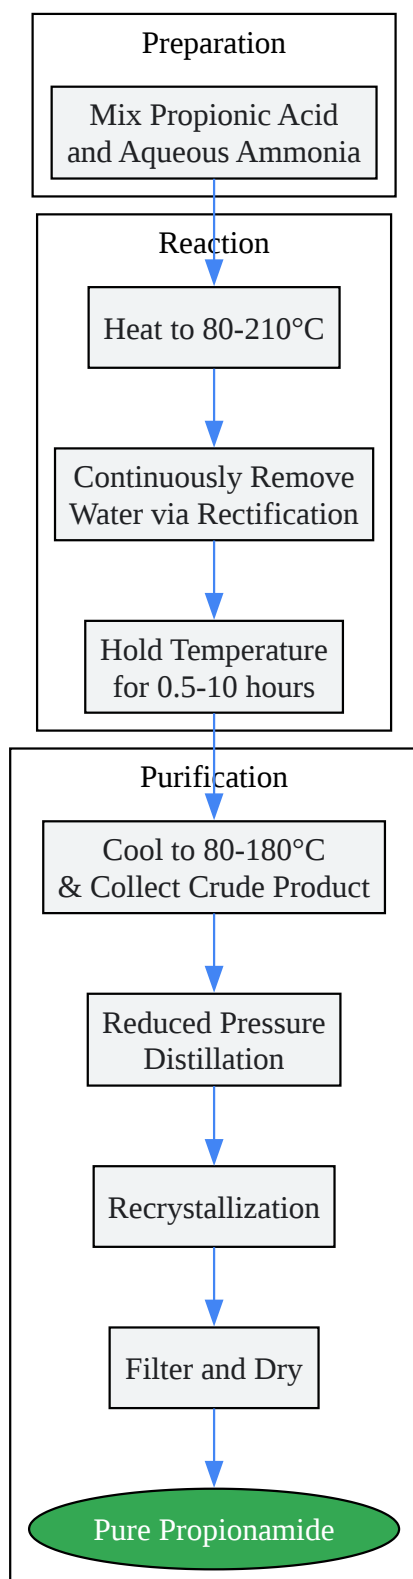 Preparation
Mix Propionic Acid
and Aqueous Ammonia
Reaction
Heat to 80-210°C
Continuously Remove
Water via Rectification
Hold Temperature
for 0.5-10 hours
Purification
Cool to 80-180°C
& Collect Crude Product
Reduced Pressure
Distillation
Recrystallization
Filter and Dry
Pure Propionamide